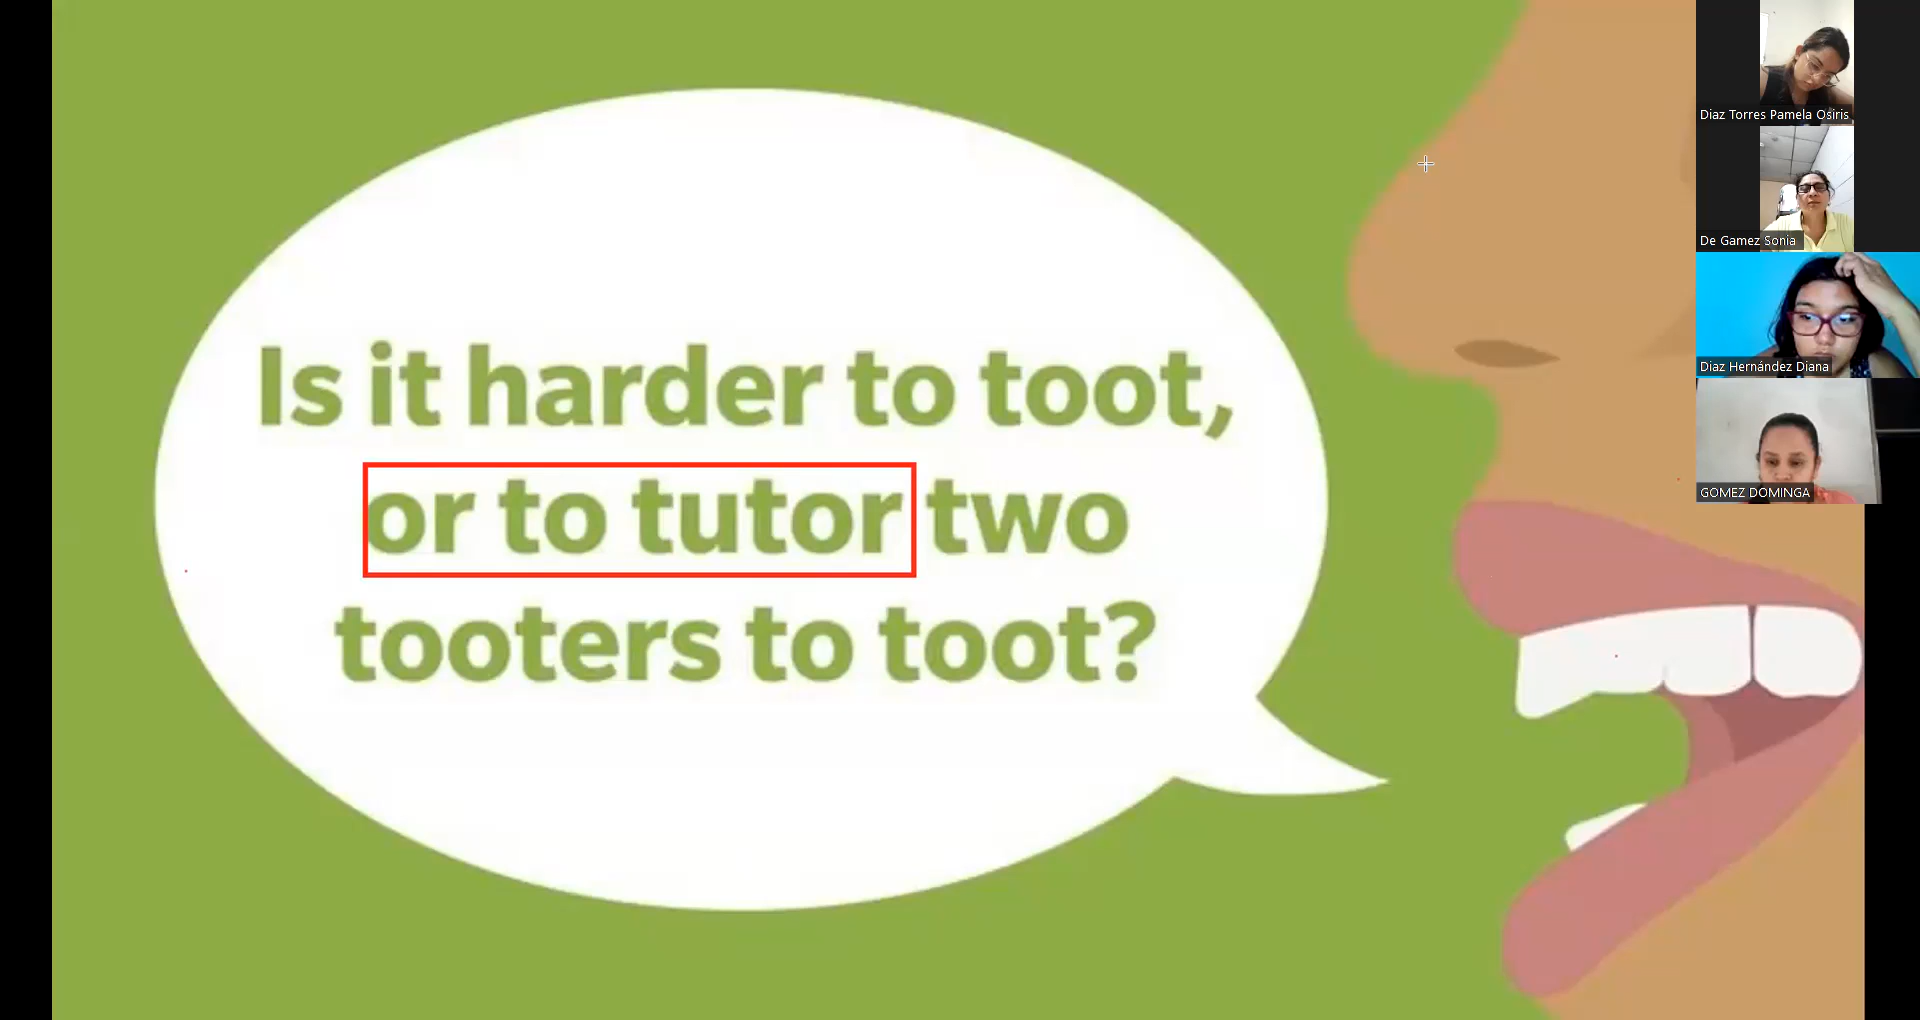 Is it harder to toot,
or to tutor two
tooters to toot?
Diaz Torres Pamela Osiris
De Gamez Sonia
Diaz Hernández Diana
GOMEZ DOMINGA